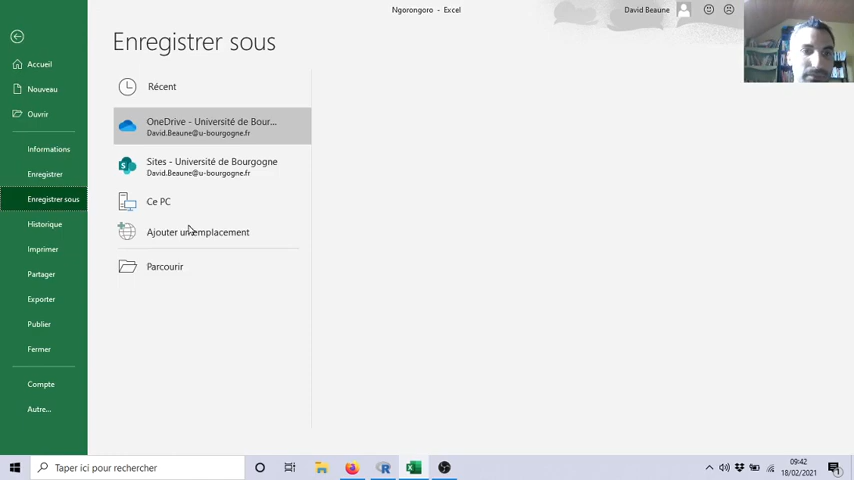 Ngorongoro - Excel
David Beaune
Enregistrer sous
Accueil
Nouveau
Ouvrir
Informations
Enregistrer
Enregistrer sous
Historique
Imprimer
Partager
Exporter
Publier
Fermer
Compte
Autre...
Récent
OneDrive - Université de Bour...
David.Beaune@u-bourgogne.fr
Sites - Université de Bourgogne
David.Beaune@u-bourgogne.fr
Ce PC
Ajouter un emplacement
Parcourir
Taper ici pour rechercher
09:42
18/02/2021